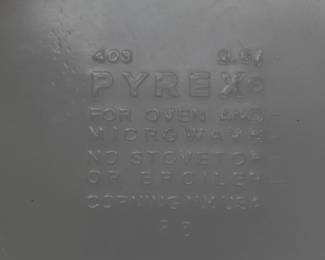 403 2.5L
PYREX®
FOR OVEN AND
MICROWAVE
NO STOVETOP
OR BROILER
CORNING NY USA